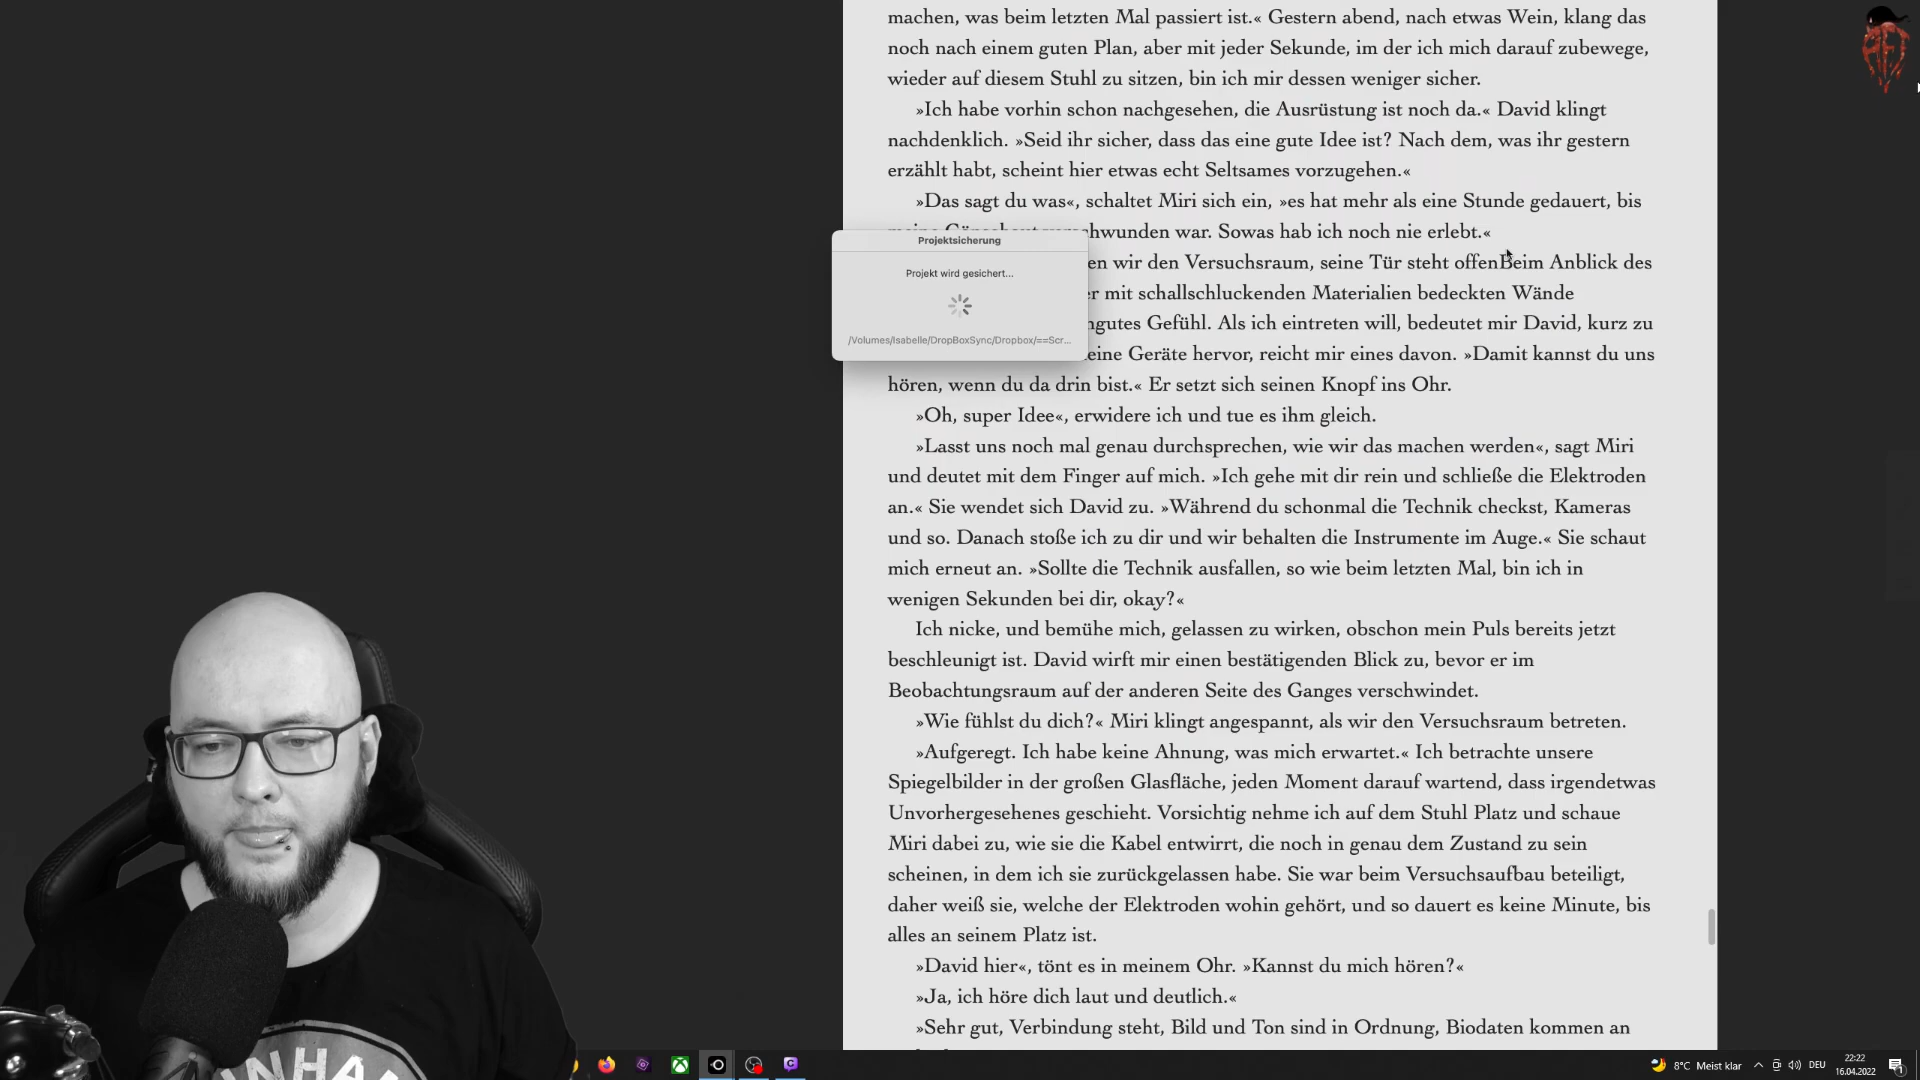 machen, was beim letzten Mal passiert ist.« Gestern abend, nach etwas Wein, klang das
noch nach einem guten Plan, aber mit jeder Sekunde, im der ich mich darauf zubewege,
wieder auf diesem Stuhl zu sitzen, bin ich mir dessen weniger sicher.
»Ich habe vorhin schon nachgesehen, die Ausrüstung ist noch da.« David klingt
nachdenklich. »Seid ihr sicher, dass das eine gute Idee ist? Nach dem, was ihr gestern
erzählt habt, scheint hier etwas echt Seltsames vorzugehen.«
»Das sagt du was«, schaltet Miri sich ein, »es hat mehr als eine Stunde gedauert, bis
hwunden war. Sowas hab ich noch nie erlebt.«
Projektsicherung
Projekt wird gesichert...
/Volumes/Isabelle/DropBoxSync/Dropbox/==Scr...
en wir den Versuchsraum, seine Tür steht offenBeim Anblick des
er mit schallschluckenden Materialien bedeckten Wände
ngutes Gefühl. Als ich eintreten will, bedeutet mir David, kurz zu
eine Geräte hervor, reicht mir eines davon. »Damit kannst du uns
hören, wenn du da drin bist.« Er setzt sich seinen Knopf ins Ohr.
»Oh, super Idee«, erwidere ich und tue es ihm gleich.
»Lasst uns noch mal genau durchsprechen, wie wir das machen werden«, sagt Miri
und deutet mit dem Finger auf mich. »Ich gehe mit dir rein und schließe die Elektroden
an.« Sie wendet sich David zu. »Während du schonmal die Technik checkst, Kameras
und so. Danach stoße ich zu dir und wir behalten die Instrumente im Auge.« Sie schaut
mich erneut an. »Sollte die Technik ausfallen, so wie beim letzten Mal, bin ich in
wenigen Sekunden bei dir, okay?«
Ich nicke, und bemühe mich, gelassen zu wirken, obschon mein Puls bereits jetzt
beschleunigt ist. David wirft mir einen bestätigenden Blick zu, bevor er im
Beobachtungsraum auf der anderen Seite des Ganges verschwindet.
»Wie fühlst du dich?« Miri klingt angespannt, als wir den Versuchsraum betreten.
»Aufgeregt. Ich habe keine Ahnung, was mich erwartet.« Ich betrachte unsere
Spiegelbilder in der großen Glasfläche, jeden Moment darauf wartend, dass irgendetwas
Unvorhergesehenes geschieht. Vorsichtig nehme ich auf dem Stuhl Platz und schaue
Miri dabei zu, wie sie die Kabel entwirrt, die noch in genau dem Zustand zu sein
scheinen, in dem ich sie zurückgelassen habe. Sie war beim Versuchsaufbau beteiligt,
daher weiß sie, welche der Elektroden wohin gehört, und so dauert es keine Minute, bis
alles an seinem Platz ist.
»David hier«, tönt es in meinem Ohr. »Kannst du mich hören?«
»Ja, ich höre dich laut und deutlich.«
»Sehr gut, Verbindung steht, Bild und Ton sind in Ordnung, Biodaten kommen an
8°C Meist klar
DEU
22:22
16.04.2022